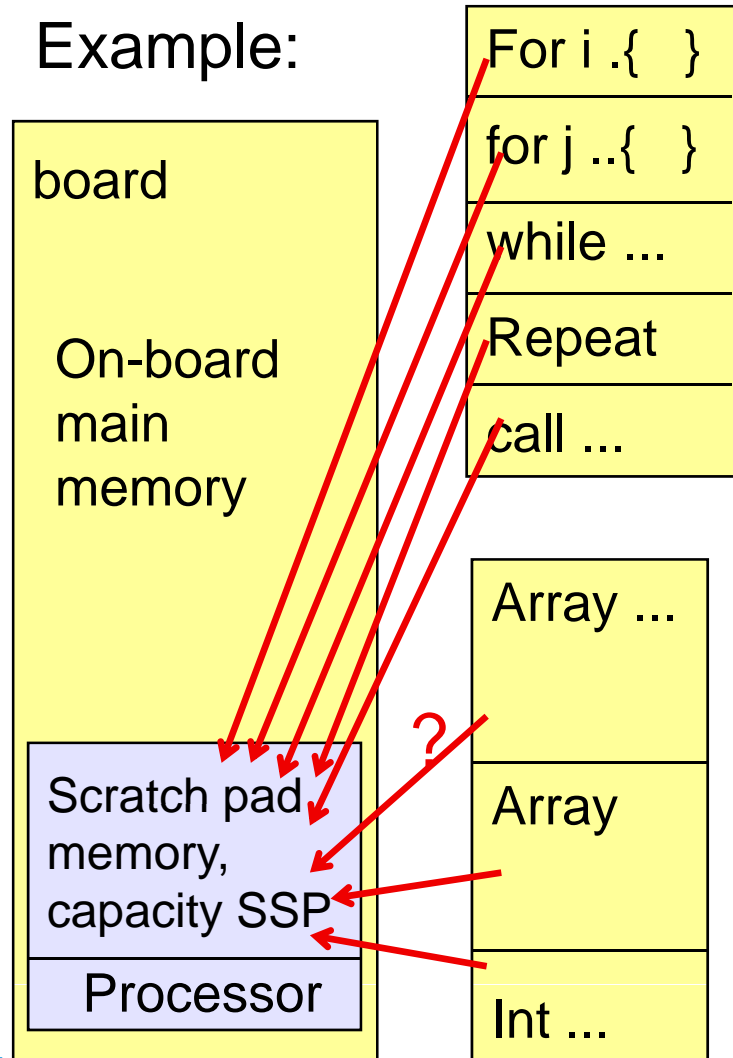 Example:
board
On-board
main
memory
Scratch pad
memory,
capacity SSP
Processor
For i .{ }
for j ..{ }
while ...
Repeat
call ...
?
Array ...
Array
Int ...